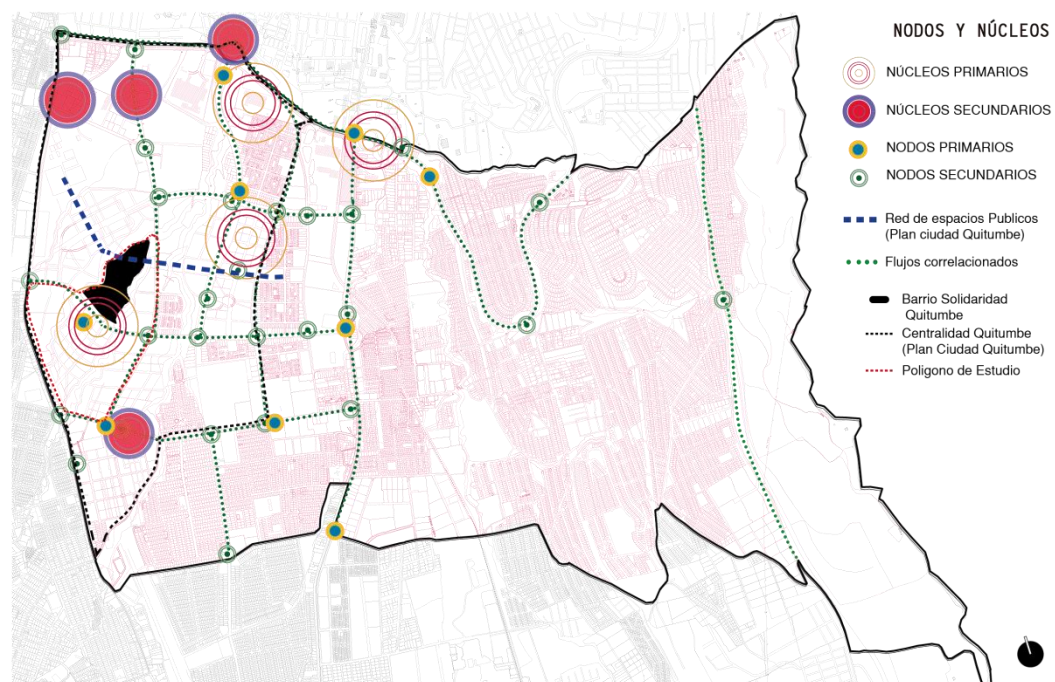 NODOS Y NÚCLEOS
NÚCLEOS PRIMARIOS
NÚCLEOS SECUNDARIOS
NODOS PRIMARIOS
NODOS SECUNDARIOS
Red de espacios Publicos
(Plan ciudad Quitumbe)
Flujos correlacionados
Barrio Solidaridad
Quitumbe
Centralidad Quitumbe
(Plan Ciudad Quitumbe)
Poligono de Estudio